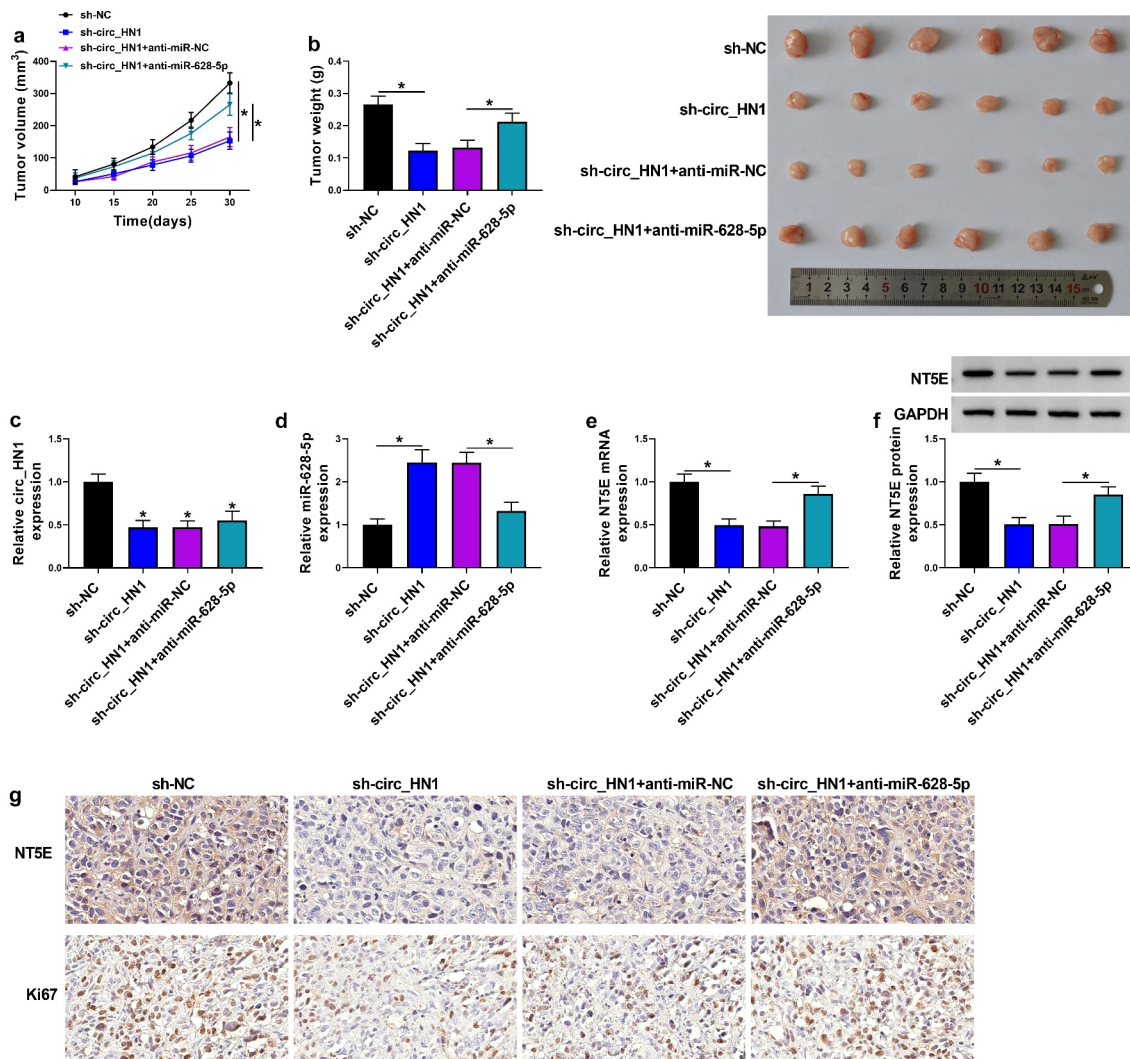 a
sh-NC
sh-circ_HN1
sh-circ_HN1+anti-miR-NC
sh-circ_HN1+anti-miR-628-5p
Tumor volume (mm³)
400
300
200
100
0
10 15 20 25 30
Time(days)
*
*
b
Tumor weight (g)
0.4
0.3
0.2
0.1
0.0
*
*
sh-NC
sh-circ_HN1
sh-circ_HN1+anti-miR-NC
sh-circ_HN1+anti-miR-628-5p
sh-NC
sh-circ_HN1
sh-circ_HN1+anti-miR-NC
sh-circ_HN1+anti-miR-628-5p
1 2 3 4 5 6 7 8 9 10 11 12 13 14 15
c
Relative circ_HN1
expression
1.5
1.0
0.5
0.0
* * *
sh-NC
sh-circ_HN1
sh-circ_HN1+anti-miR-NC
sh-circ_HN1+anti-miR-628-5p
d
Relative miR-628-5p
expression
3
2
1
0
*
*
sh-NC
sh-circ_HN1
sh-circ_HN1+anti-miR-NC
sh-circ_HN1+anti-miR-628-5p
e
Relative NT5E mRNA
expression
1.5
1.0
0.5
0.0
*
*
sh-NC
sh-circ_HN1
sh-circ_HN1+anti-miR-NC
sh-circ_HN1+anti-miR-628-5p
NT5E
GAPDH
f
Relative NT5E protein
expression
1.5
1.0
0.5
0.0
*
*
sh-NC
sh-circ_HN1
sh-circ_HN1+anti-miR-NC
sh-circ_HN1+anti-miR-628-5p
g
sh-NC sh-circ_HN1 sh-circ_HN1+anti-miR-NC sh-circ_HN1+anti-miR-628-5p
NT5E
Ki67